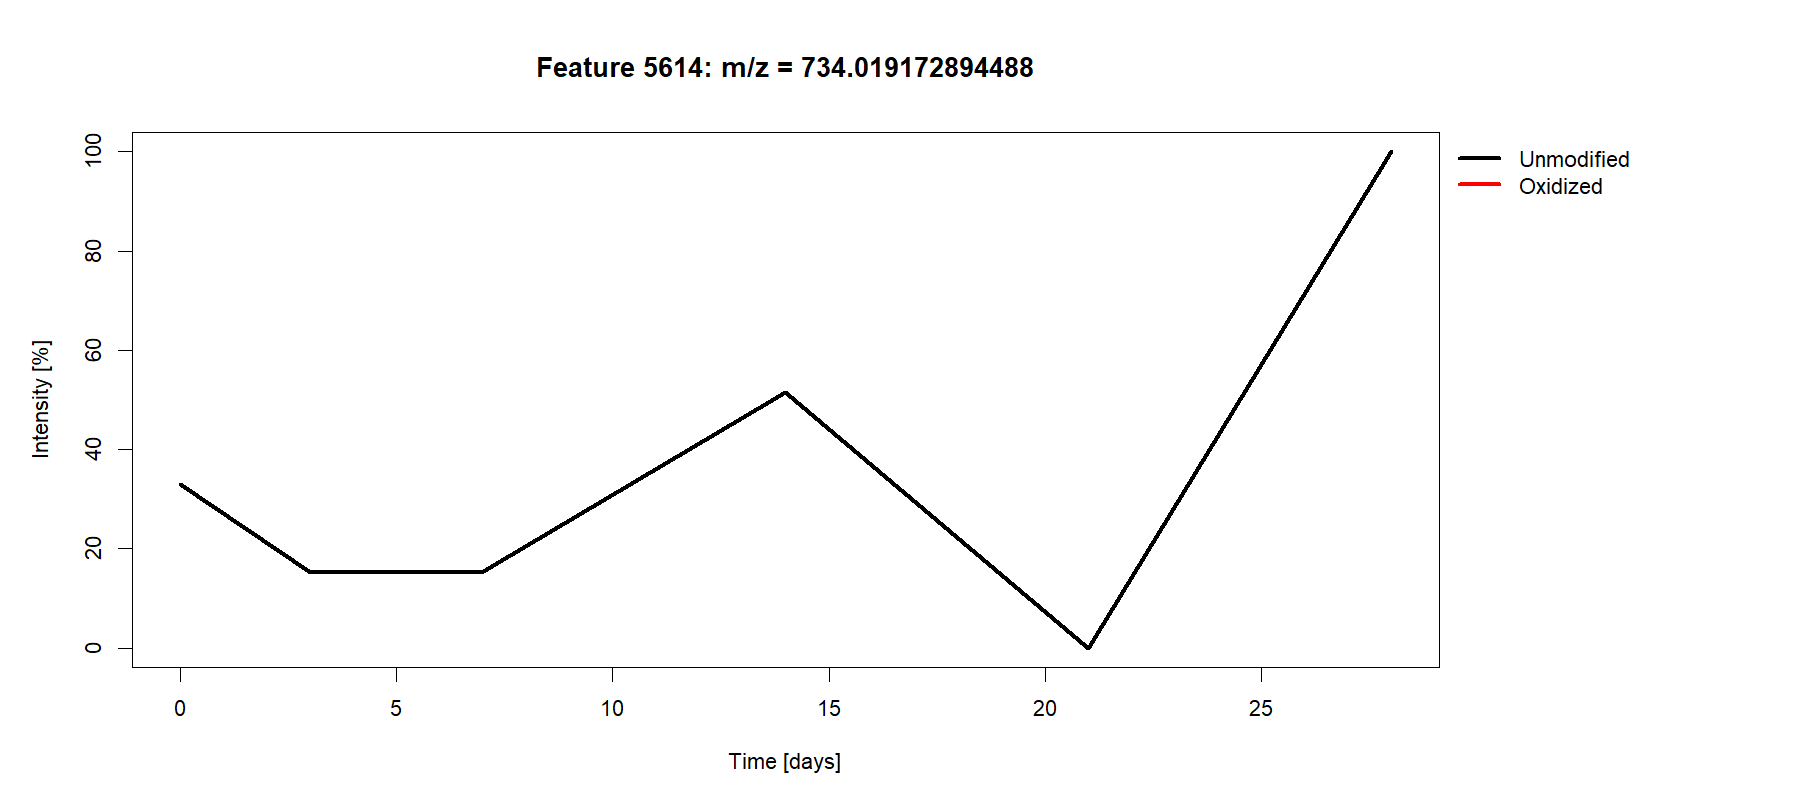 Feature 5614: m/z = 734.019172894488
100
80
60
40
20
0
Intensity [%]
0 5 10 15 20 25
Time [days]
Unmodified
Oxidized